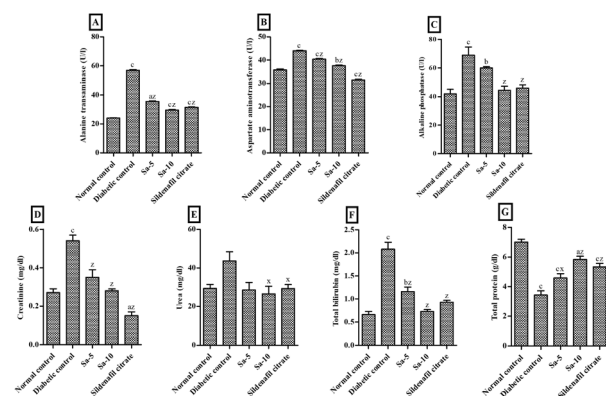 A
Alanine transaminase (U/l)
80
60
40
20
0
c
az
cz
cz
Normal control
Diabetic control
Sa-5
Sa-10
Sildenafil citrate
B
Aspartate aminotransferase (U/l)
50
40
30
20
10
0
c
cz
bz
cz
Normal control
Diabetic control
Sa-5
Sa-10
Sildenafil citrate
C
Alkaline phosphatase (U/l)
80
60
40
20
0
c
b
z
z
Normal control
Diabetic control
Sa-5
Sa-10
Sildenafil citrate
D
Creatinine (mg/dl)
0.6
0.4
0.2
0.0
c
z
z
az
Normal control
Diabetic control
Sa-5
Sa-10
Sildenafil citrate
E
Urea (mg/dl)
60
40
20
0
x
x
Normal control
Diabetic control
Sa-5
Sa-10
Sildenafil citrate
F
Total bilirubin (mg/dl)
2.5
2.0
1.5
1.0
0.5
0.0
c
bz
z
z
Normal control
Diabetic control
Sa-5
Sa-10
Sildenafil citrate
G
Total protein (g/dl)
8
6
4
2
0
c
cx
az
cz
Normal control
Diabetic control
Sa-5
Sa-10
Sildenafil citrate